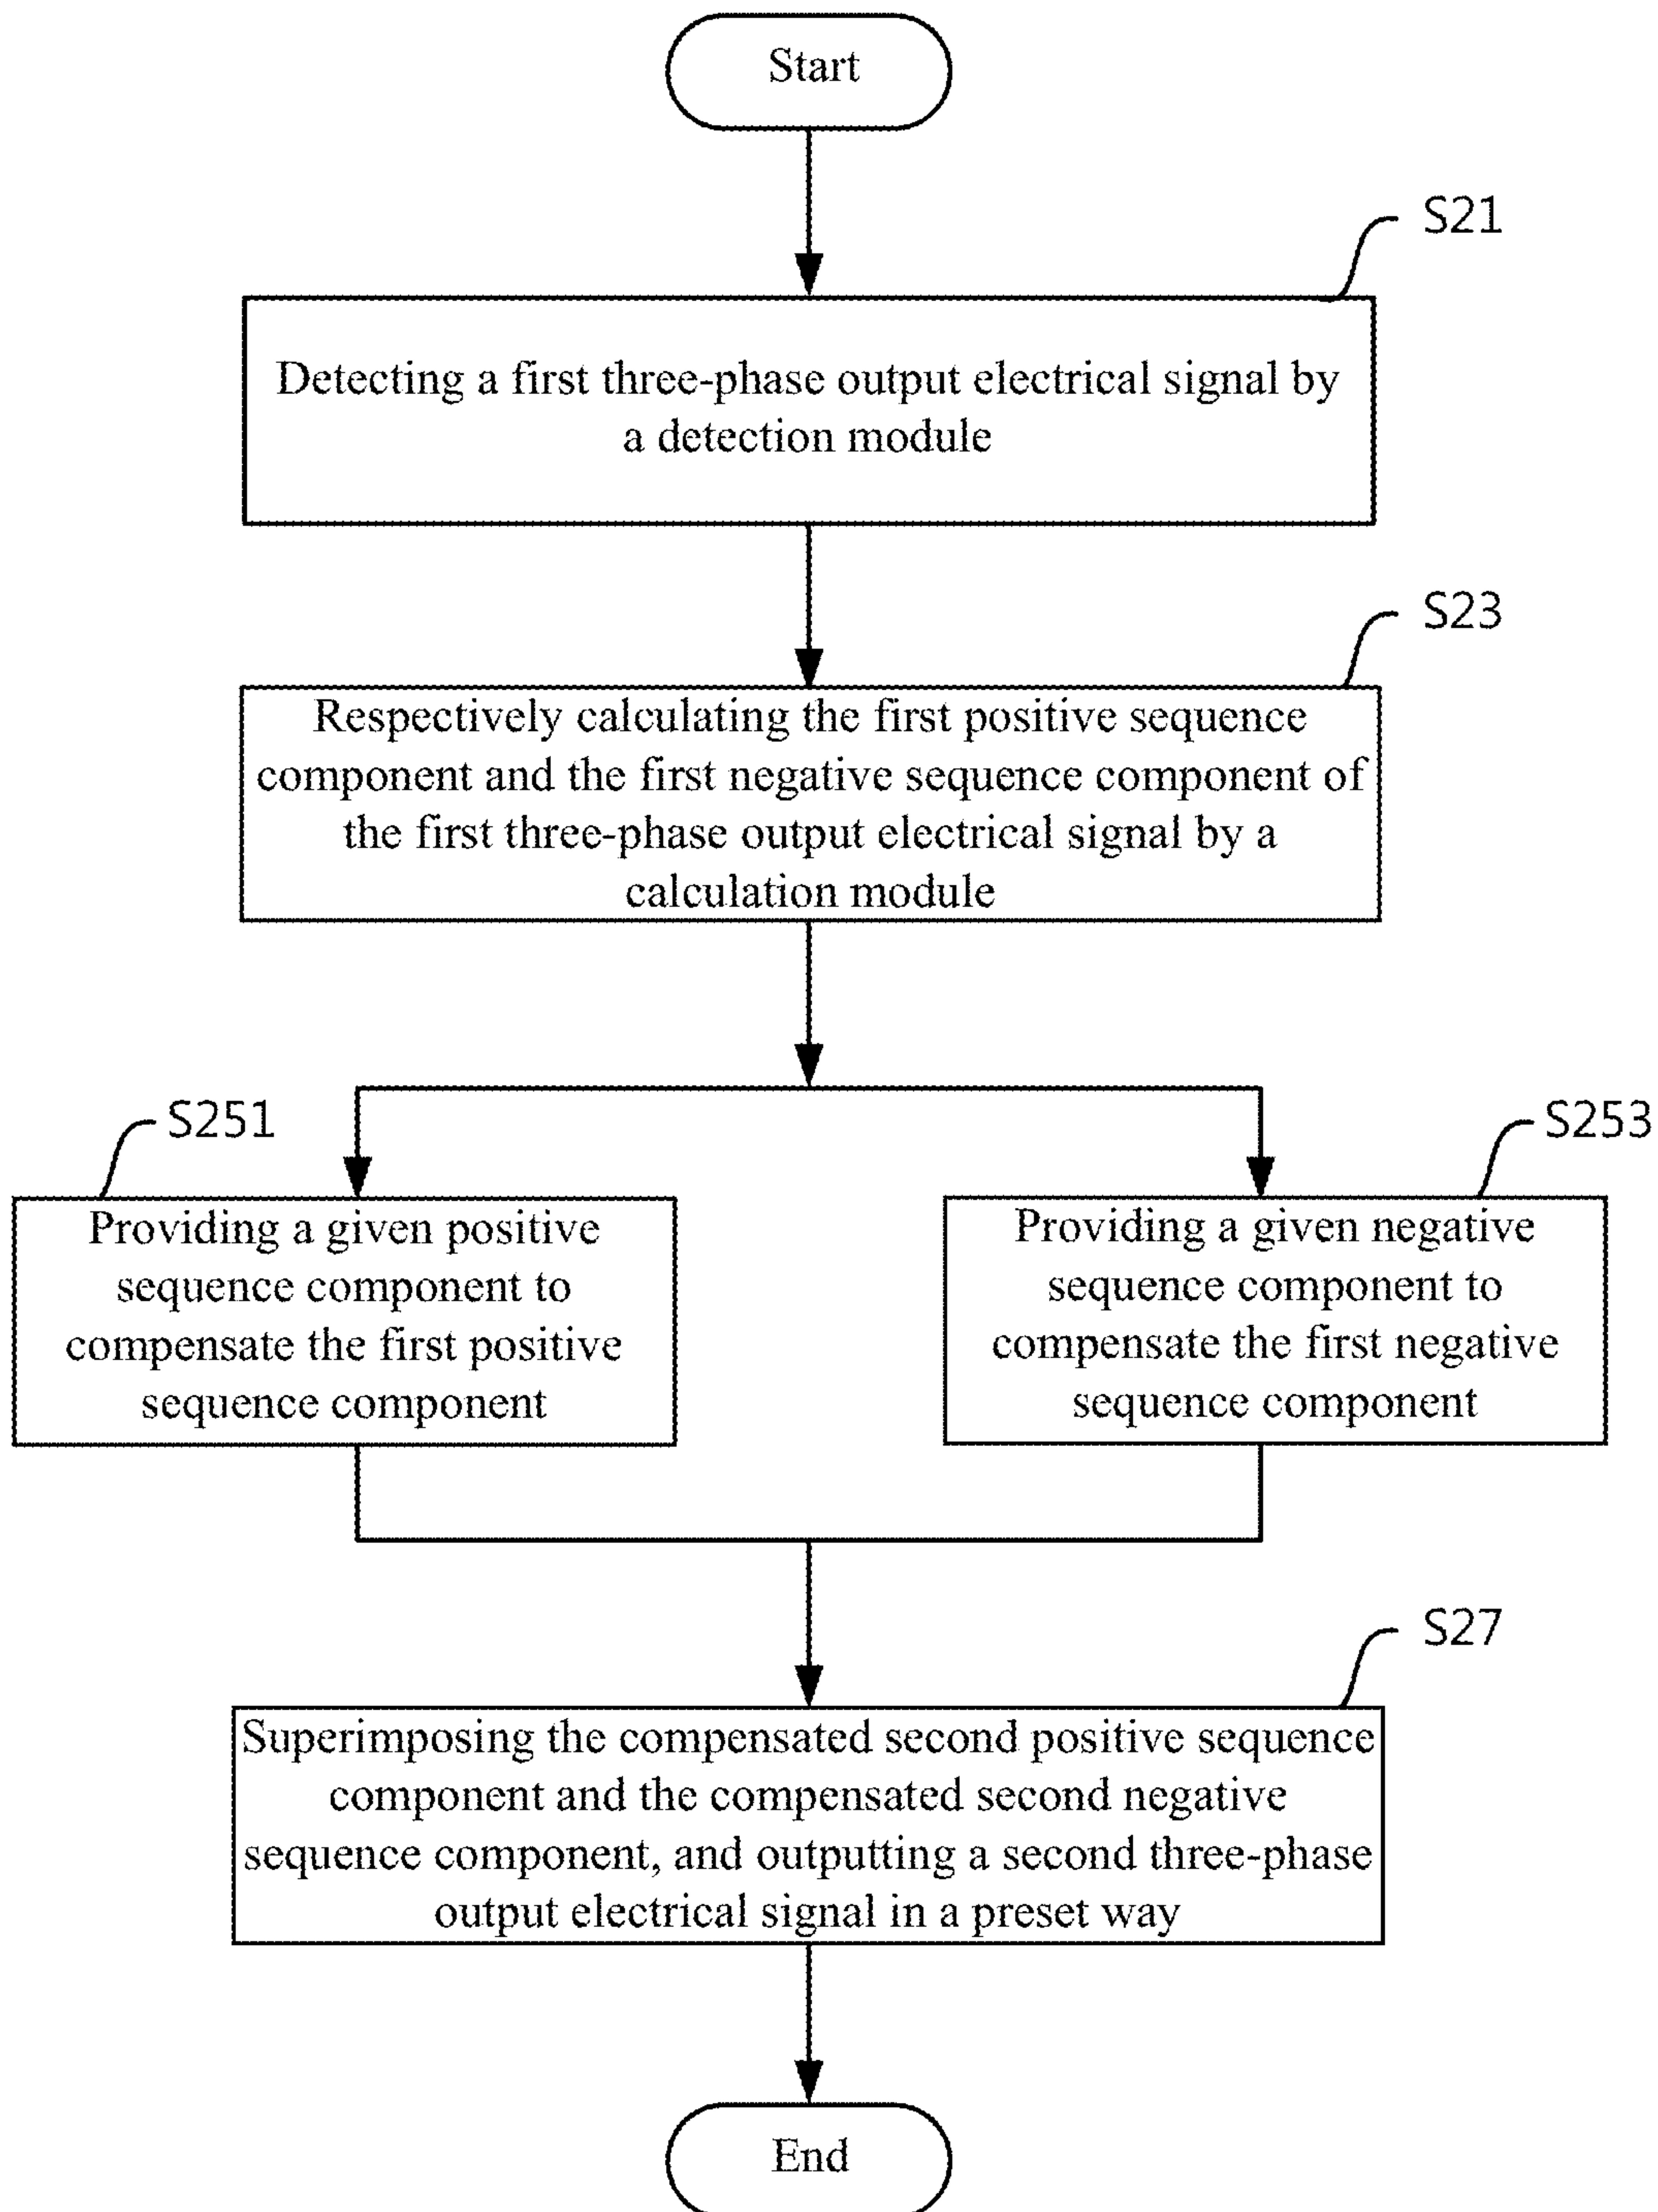 Start
S21
Detecting a first three-phase output electrical signal by
a detection module
S23
Respectively calculating the first positive sequence
component and the first negative sequence component of
the first three-phase output electrical signal by a
calculation module
S251
Providing a given positive
sequence component to
compensate the first positive
sequence component
S253
Providing a given negative
sequence component to
compensate the first negative
sequence component
S27
Superimposing the compensated second positive sequence
component and the compensated second negative
sequence component, and outputting a second three-phase
output electrical signal in a preset way
End